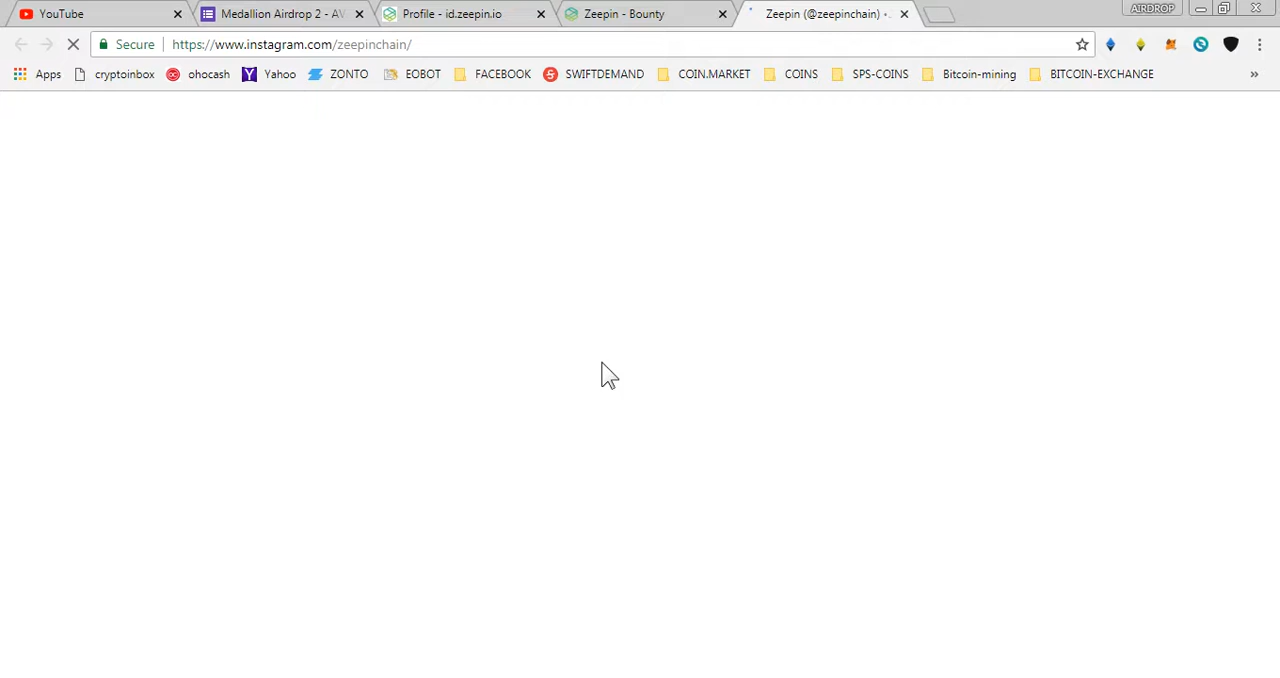 YouTube
Medallion Airdrop 2 - AV
Profile - id.zeepin.io
Zeepin - Bounty
Zeepin (@zeepinchain) •
AIRDROP
Secure
https://www.instagram.com/zeepinchain/
Apps
cryptoinbox
ohocash
Yahoo
ZONTO
EOBOT
FACEBOOK
SWIFTDEMAND
COIN.MARKET
COINS
SPS-COINS
Bitcoin-mining
BITCOIN-EXCHANGE
»